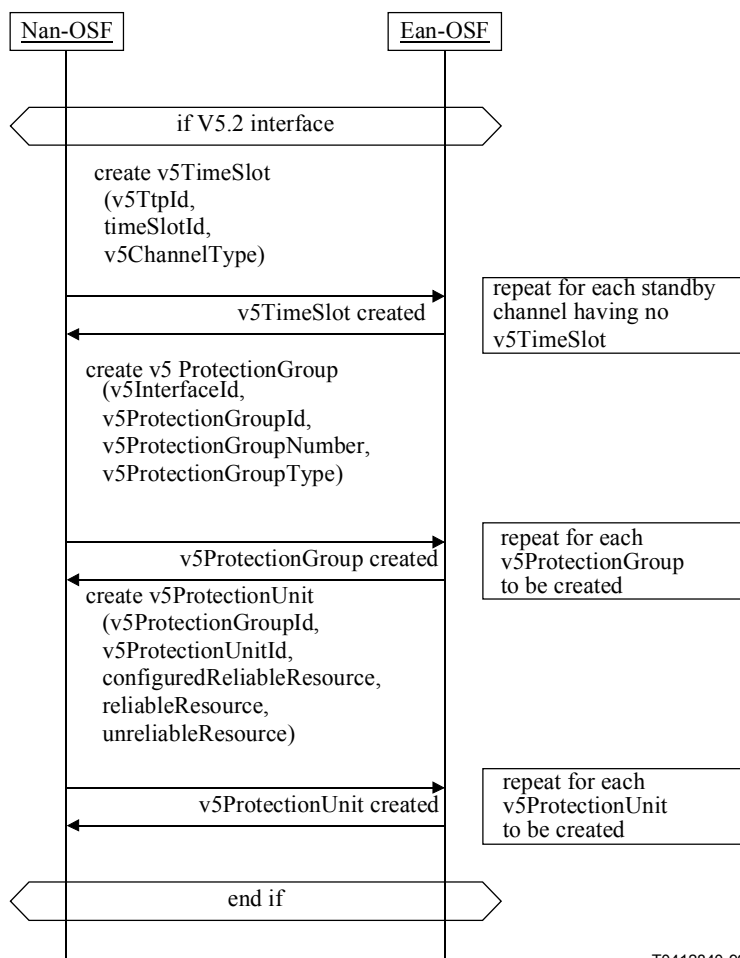 Nan-OSF
Ean-OSF
if V5.2 interface
create v5TimeSlot
(v5TtpId,
timeSlotId,
v5ChannelType)
v5TimeSlot created
repeat for each standby
channel having no
v5TimeSlot
create v5 ProtectionGroup
(v5InterfaceId,
v5ProtectionGroupId,
v5ProtectionGroupNumber,
v5ProtectionGroupType)
v5ProtectionGroup created
repeat for each
v5ProtectionGroup
to be created
create v5ProtectionUnit
(v5ProtectionGroupId,
v5ProtectionUnitId,
configuredReliableResource,
reliableResource,
unreliableResource)
v5ProtectionUnit created
repeat for each
v5ProtectionUnit
to be created
end if